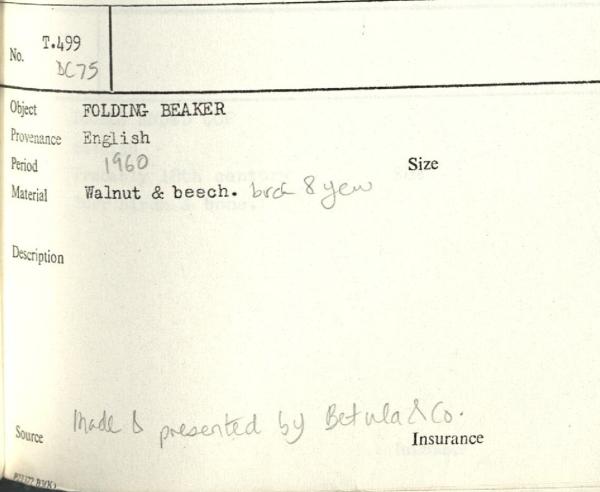 No. T.499
DC75
Object FOLDING BEAKER
Provenance English
Period 1960 Size
Material Walnut & beech. birch & yew
Description
Made & presented by Betula & Co.
Source Insurance